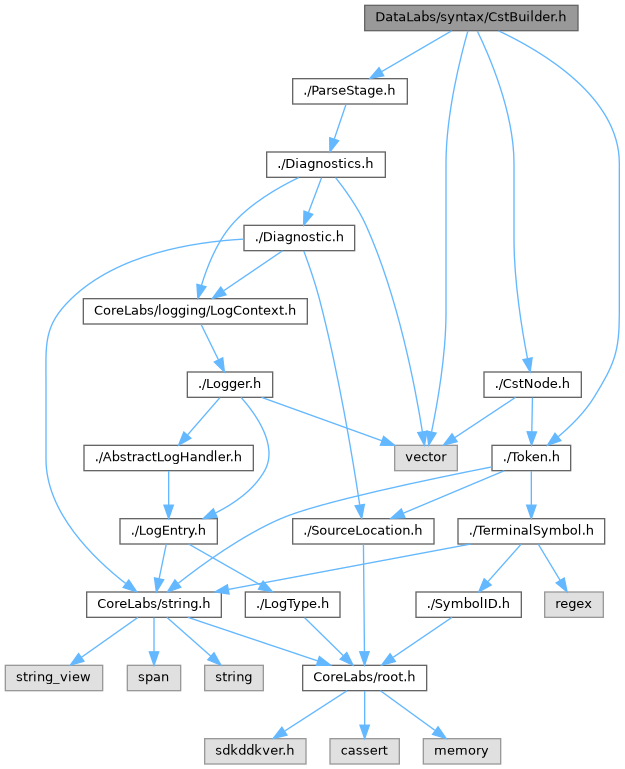 DataLabs/syntax/CstBuilder.h
./ParseStage.h
./Diagnostics.h
./Diagnostic.h
CoreLabs/logging/LogContext.h
./Logger.h
./CstNode.h
./AbstractLogHandler.h
vector
./Token.h
./LogEntry.h
./SourceLocation.h
./TerminalSymbol.h
CoreLabs/string.h
./LogType.h
./SymbolID.h
regex
string_view
span
string
CoreLabs/root.h
sdkddkver.h
cassert
memory